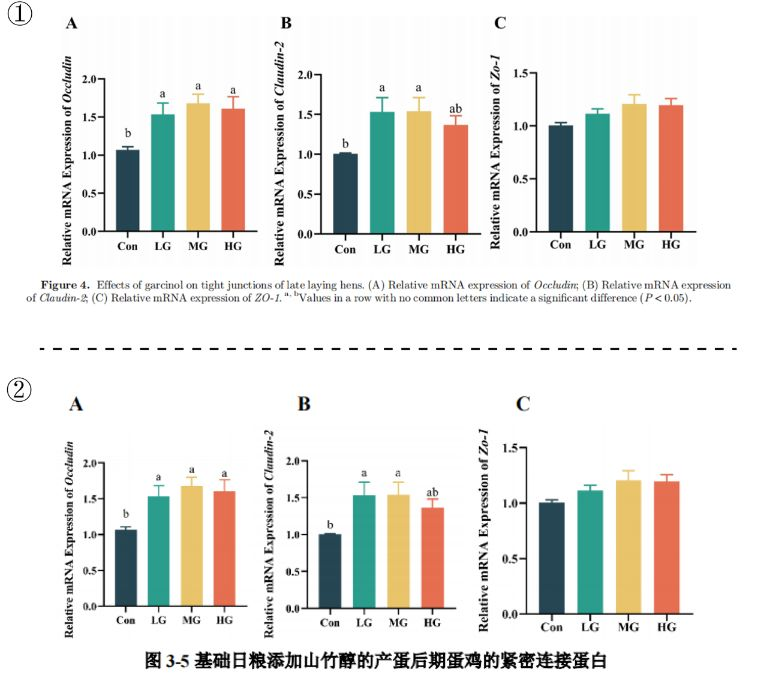 ①
A
B
C
Relative mRNA Expression of Occludin
2.0
1.5
1.0
0.5
0.0
b
a
a
a
Con LG MG HG
Relative mRNA Expression of Claudin-2
2.0
1.5
1.0
0.5
0.0
b
a
a
ab
Con LG MG HG
Relative mRNA Expression of Zo-1
1.5
1.0
0.5
0.0
Con LG MG HG
Figure 4. Effects of garcinol on tight junctions of late laying hens. (A) Relative mRNA expression of Occludin; (B) Relative mRNA expression
of Claudin-2; (C) Relative mRNA expression of ZO-1. a, bValues in a row with no common letters indicate a significant difference (P < 0.05).
②
A
B
C
Relative mRNA Expression of Occludin
2.0
1.5
1.0
0.5
0.0
b
a
a
a
Con LG MG HG
Relative mRNA Expression of Claudin-2
2.0
1.5
1.0
0.5
0.0
b
a
a
ab
Con LG MG HG
Relative mRNA Expression of Zo-1
1.5
1.0
0.5
0.0
Con LG MG HG
图 3-5 基础日粮添加山竹醇的产蛋后期蛋鸡的紧密连接蛋白